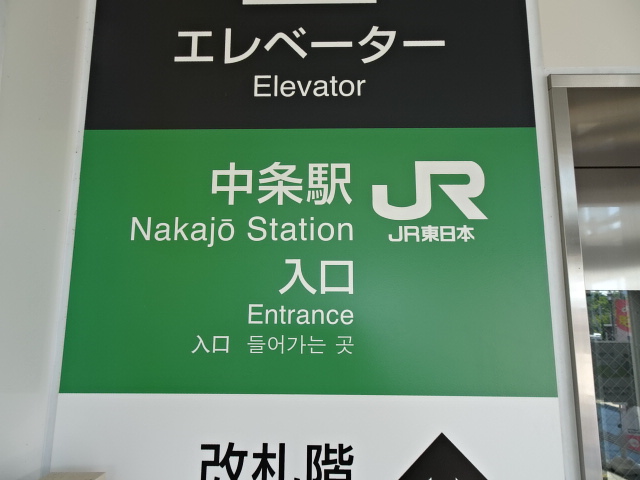 エレベーター
Elevator
中条駅
JR
Nakajō Station
JR東日本
入口
Entrance
入口 들어가는 곳
改札階